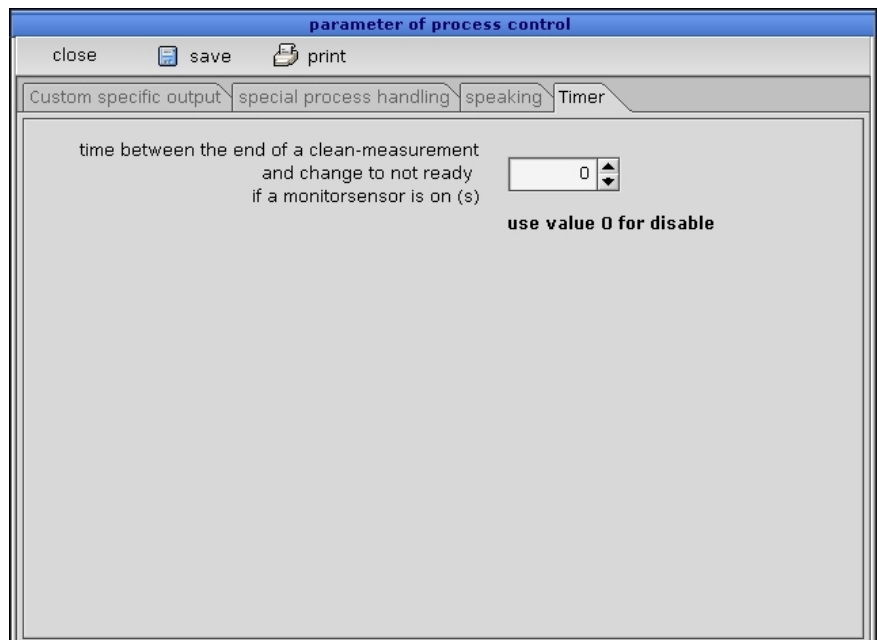 parameter of process control
close save print
Custom specific output special process handling speaking Timer
time between the end of a clean-measurement
and change to not ready
if a monitorsensor is on (s)
0
use value 0 for disable